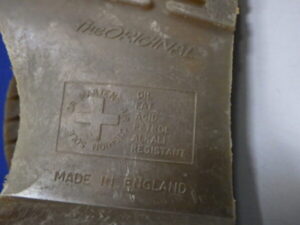 The ORIGINAL
OIL
FAT
ACID
PETROL
ALKALI
RESISTANT
MADE IN ENGLAND